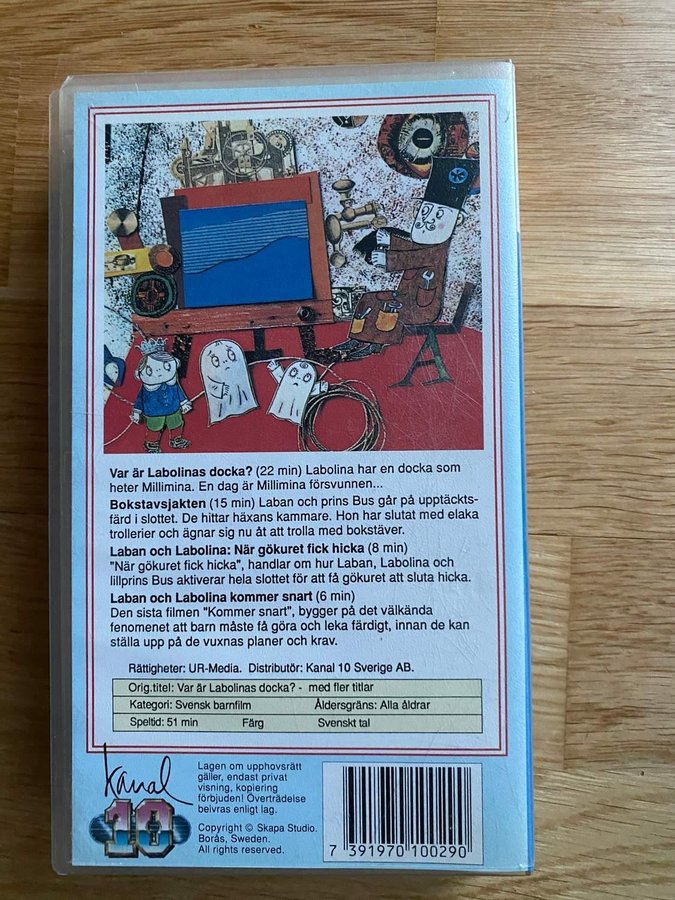 Var är Labolinas docka? (22 min) Labolina har en docka som
heter Millimina. En dag är Millimina försvunnen...
Bokstavsjakten (15 min) Laban och prins Bus går på upptäckts-
färd i slottet. De hittar häxans kammare. Hon har slutat med elaka
trollerier och ägnar sig nu åt att trolla med bokstäver.
Laban och Labolina: När gökuret fick hicka (8 min)
"När gökuret fick hicka", handlar om hur Laban, Labolina och
lillprins Bus aktiverar hela slottet för att få gökuret att sluta hicka.
Laban och Labolina kommer snart (6 min)
Den sista filmen "Kommer snart", bygger på det välkända
fenomenet att barn måste få göra och leka färdigt, innan de kan
ställa upp på de vuxnas planer och krav.
Rättigheter: UR-Media. Distributör: Kanal 10 Sverige AB.
Orig.titel: Var är Labolinas docka? - med fler titlar
Kategori: Svensk barnfilm Åldersgräns: Alla åldrar
Speltid: 51 min Färg Svenskt tal
Kanal
10
Lagen om upphovsrätt
gäller, endast privat
visning, kopiering
förbjuden! Överträdelse
beivras enligt lag.
Copyright © Skapa Studio.
Borås, Sweden.
All rights reserved.
7 391970 100290